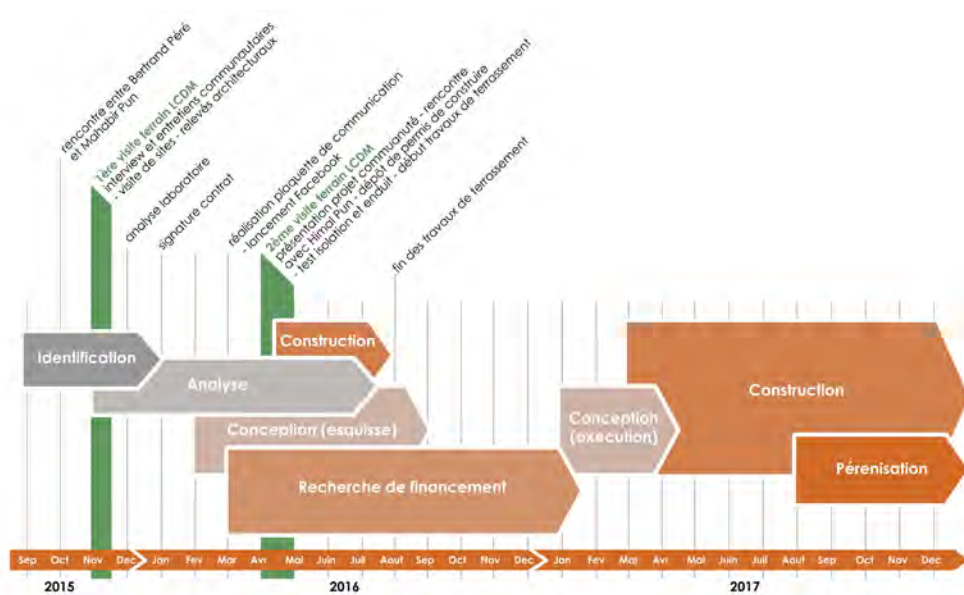 rencontre entre Bertrand Péré
et Mahabir Pun
1ère visite terrain LCDM
interview et entretiens communautaires
- visite de sites - relevés architecturaux
analyse laboratoire
signature contrat
réalisation plaquette de communication
- lancement Facebook
2ème visite terrain LCDM
présentation projet communauté - rencontre
avec Himal Pun - dépôt de permis de construire
- test isolation et enduit - début travaux de terrassement
fin des travaux de terrassement
Identification
Construction
Analyse
Conception (esquisse)
Recherche de financement
Conception
(execution)
Construction
Pérenisation
Sep Oct Nov Dec Jan Fev Mar Avr Mai Juin Juil Aout Sep Oct Nov Dec Jan Fev Mar Avr Mai Juin Juil Aout Sep Oct Nov Dec
2015 2016 2017